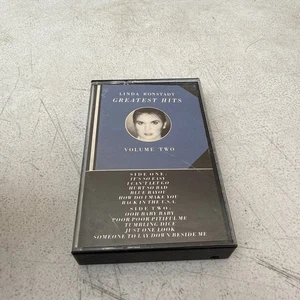 LINDA RONSTADT
GREATEST HITS
VOLUME TWO
SIDE ONE:
IT'S SO EASY
I CAN'T LET GO
HURT SO BAD
BLUE BAYOU
HOW DO I MAKE YOU
BACK IN THE U.S.A.
SIDE TWO:
OOH BABY BABY
POOR POOR PITIFUL ME
TUMBLING DICE
JUST ONE LOOK
SOMEONE TO LAY DOWN BESIDE ME